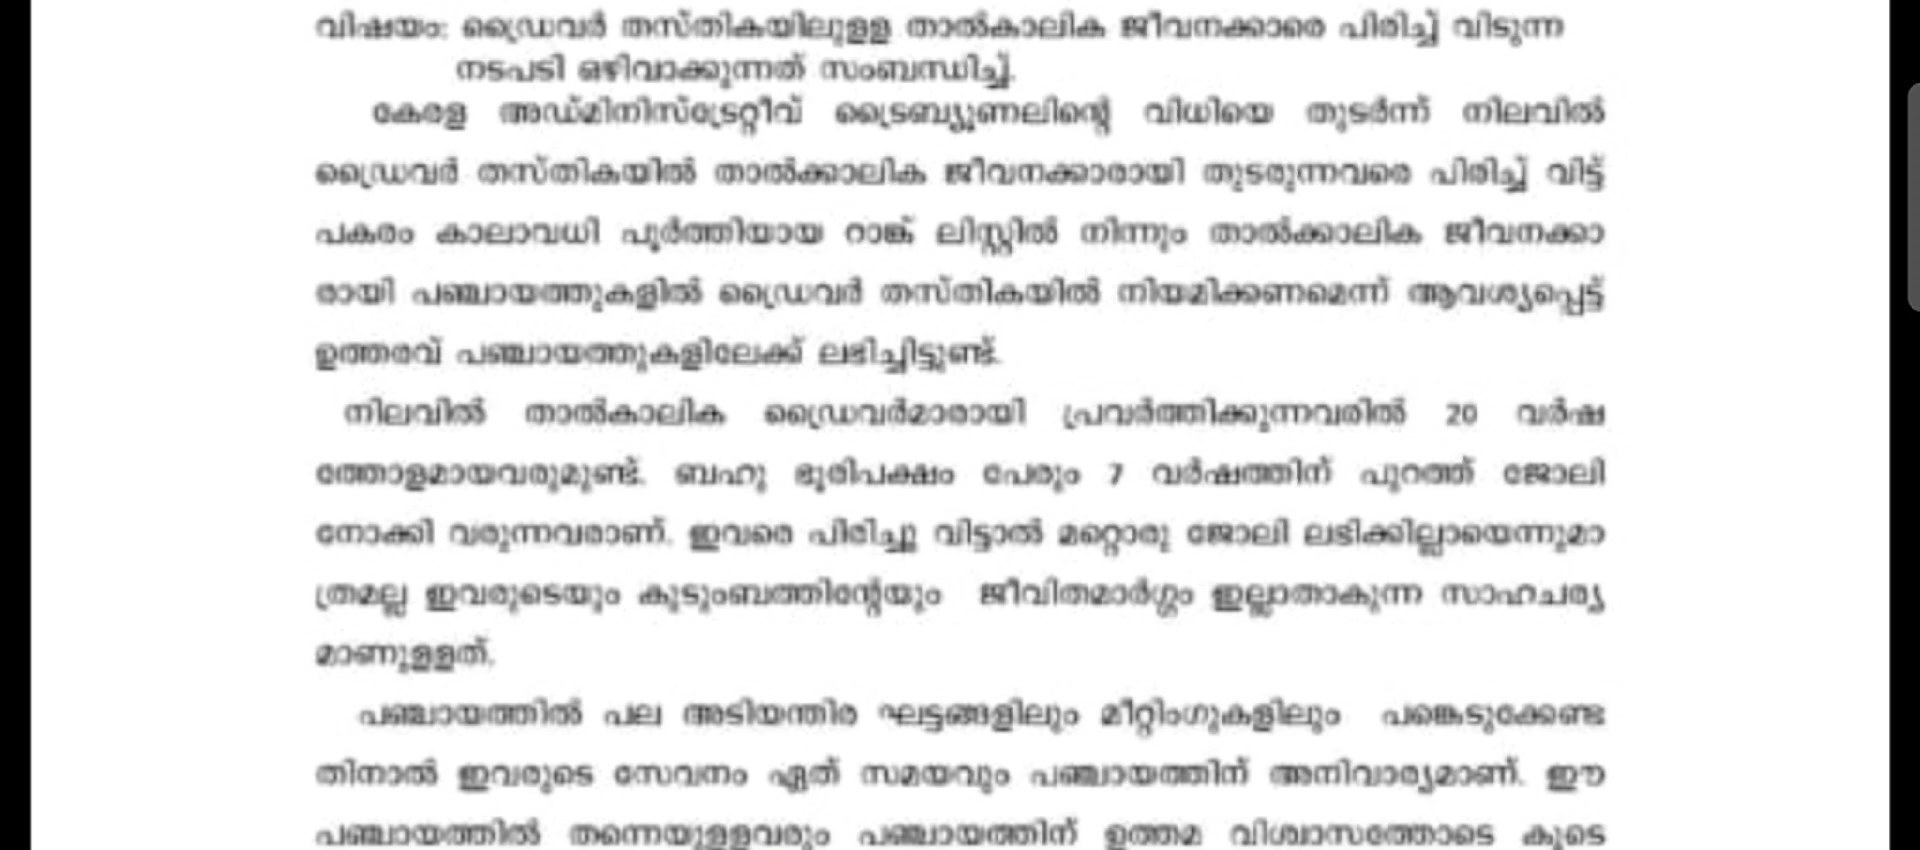 വിഷയം: ഡ്രൈവർ തസ്തികയിലുളള താൽകാലിക ജീവനക്കാരെ പിരിച്ച് വിടുന്ന
നടപടി ഒഴിവാക്കുന്നത് സംബന്ധിച്ച്.
കേരള അഡ്മിനിസ്ട്രേറ്റീവ് ട്രൈബ്യൂണലിന്റെ വിധിയെ തുടർന്ന് നിലവിൽ
ഡ്രൈവർ തസ്തികയിൽ താൽക്കാലിക ജീവനക്കാരായി തുടരുന്നവരെ പിരിച്ച് വിട്ട്
പകരം കാലാവധി പൂർത്തിയായ റാങ്ക് ലിസ്റ്റിൽ നിന്നും താൽക്കാലിക ജീവനക്കാ
രായി പഞ്ചായത്തുകളിൽ ഡ്രൈവർ തസ്തികയിൽ നിയമിക്കണമെന്ന് ആവശ്യപ്പെട്ട്
ഉത്തരവ് പഞ്ചായത്തുകളിലേക്ക് ലഭിച്ചിട്ടുണ്ട്.
നിലവിൽ താൽകാലിക ഡ്രൈവർമാരായി പ്രവർത്തിക്കുന്നവരിൽ 20 വർഷ
ത്തോളമായവരുമുണ്ട്. ബഹു ഭൂരിപക്ഷം പേരും 7 വർഷത്തിന് പുറത്ത് ജോലി
നോക്കി വരുന്നവരാണ്. ഇവരെ പിരിച്ചു വിട്ടാൽ മറ്റൊരു ജോലി ലഭിക്കില്ലായെന്നുമാ
ത്രമല്ല ഇവരുടെയും കുടുംബത്തിന്റേയും ജീവിതമാർഗ്ഗം ഇല്ലാതാകുന്ന സാഹചര്യ
മാണുളളത്.
പഞ്ചായത്തിൽ പല അടിയന്തിര ഘട്ടങ്ങളിലും മീറ്റിംഗുകളിലും പങ്കെടുക്കേണ്ട
തിനാൽ ഇവരുടെ സേവനം ഏത് സമയവും പഞ്ചായത്തിന് അനിവാര്യമാണ്. ഈ
പഞ്ചായത്തിൽ തന്നെയുളളവരും പഞ്ചായത്തിന് ഉത്തമ വിശ്വാസത്തോടെ കൂടെ